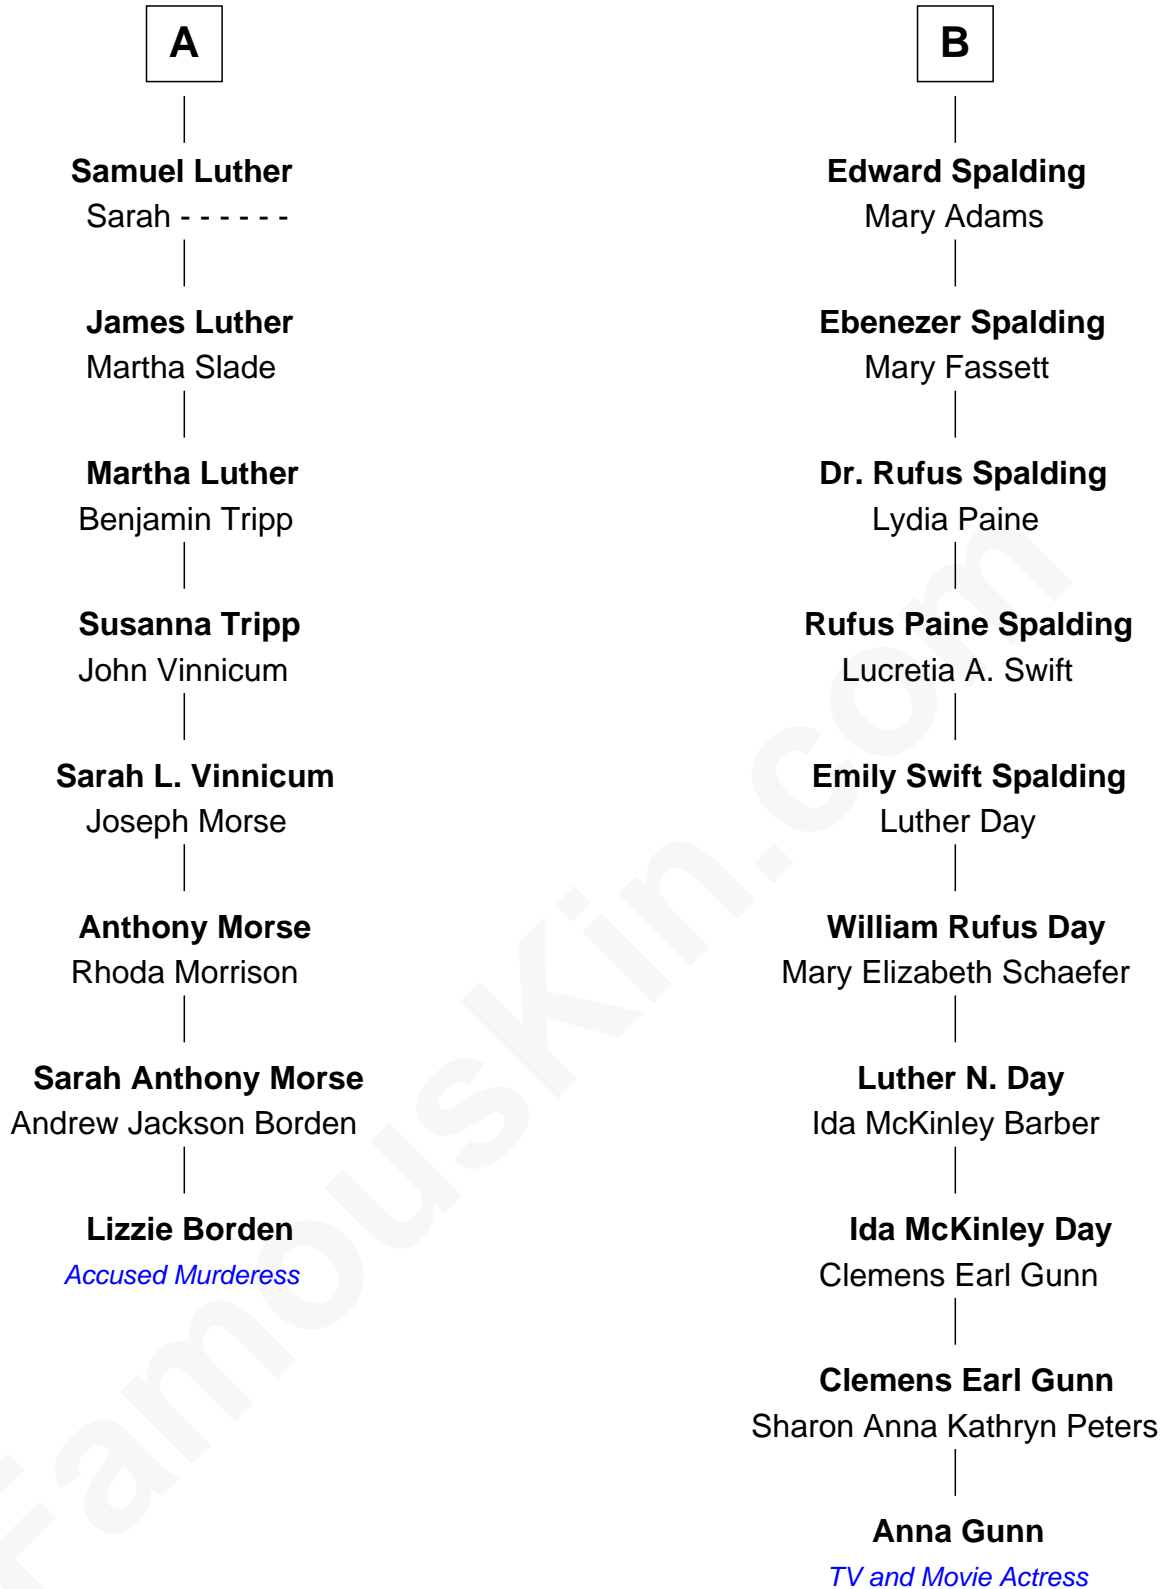 A
Samuel Luther
Sarah - - - - - -
James Luther
Martha Slade
Martha Luther
Benjamin Tripp
Susanna Tripp
John Vinnicum
Sarah L. Vinnicum
Joseph Morse
Anthony Morse
Rhoda Morrison
Sarah Anthony Morse
Andrew Jackson Borden
Lizzie Borden
Accused Murderess
B
Edward Spalding
Mary Adams
Ebenezer Spalding
Mary Fassett
Dr. Rufus Spalding
Lydia Paine
Rufus Paine Spalding
Lucretia A. Swift
Emily Swift Spalding
Luther Day
William Rufus Day
Mary Elizabeth Schaefer
Luther N. Day
Ida McKinley Barber
Ida McKinley Day
Clemens Earl Gunn
Clemens Earl Gunn
Sharon Anna Kathryn Peters
Anna Gunn
TV and Movie Actress
FamousKin.com